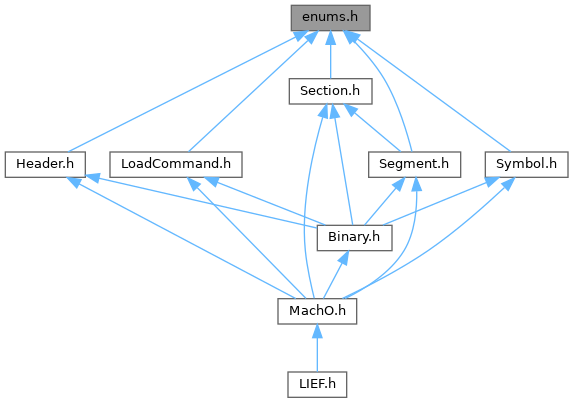 enums.h
Section.h
Header.h
LoadCommand.h
Segment.h
Symbol.h
Binary.h
MachO.h
LIEF.h